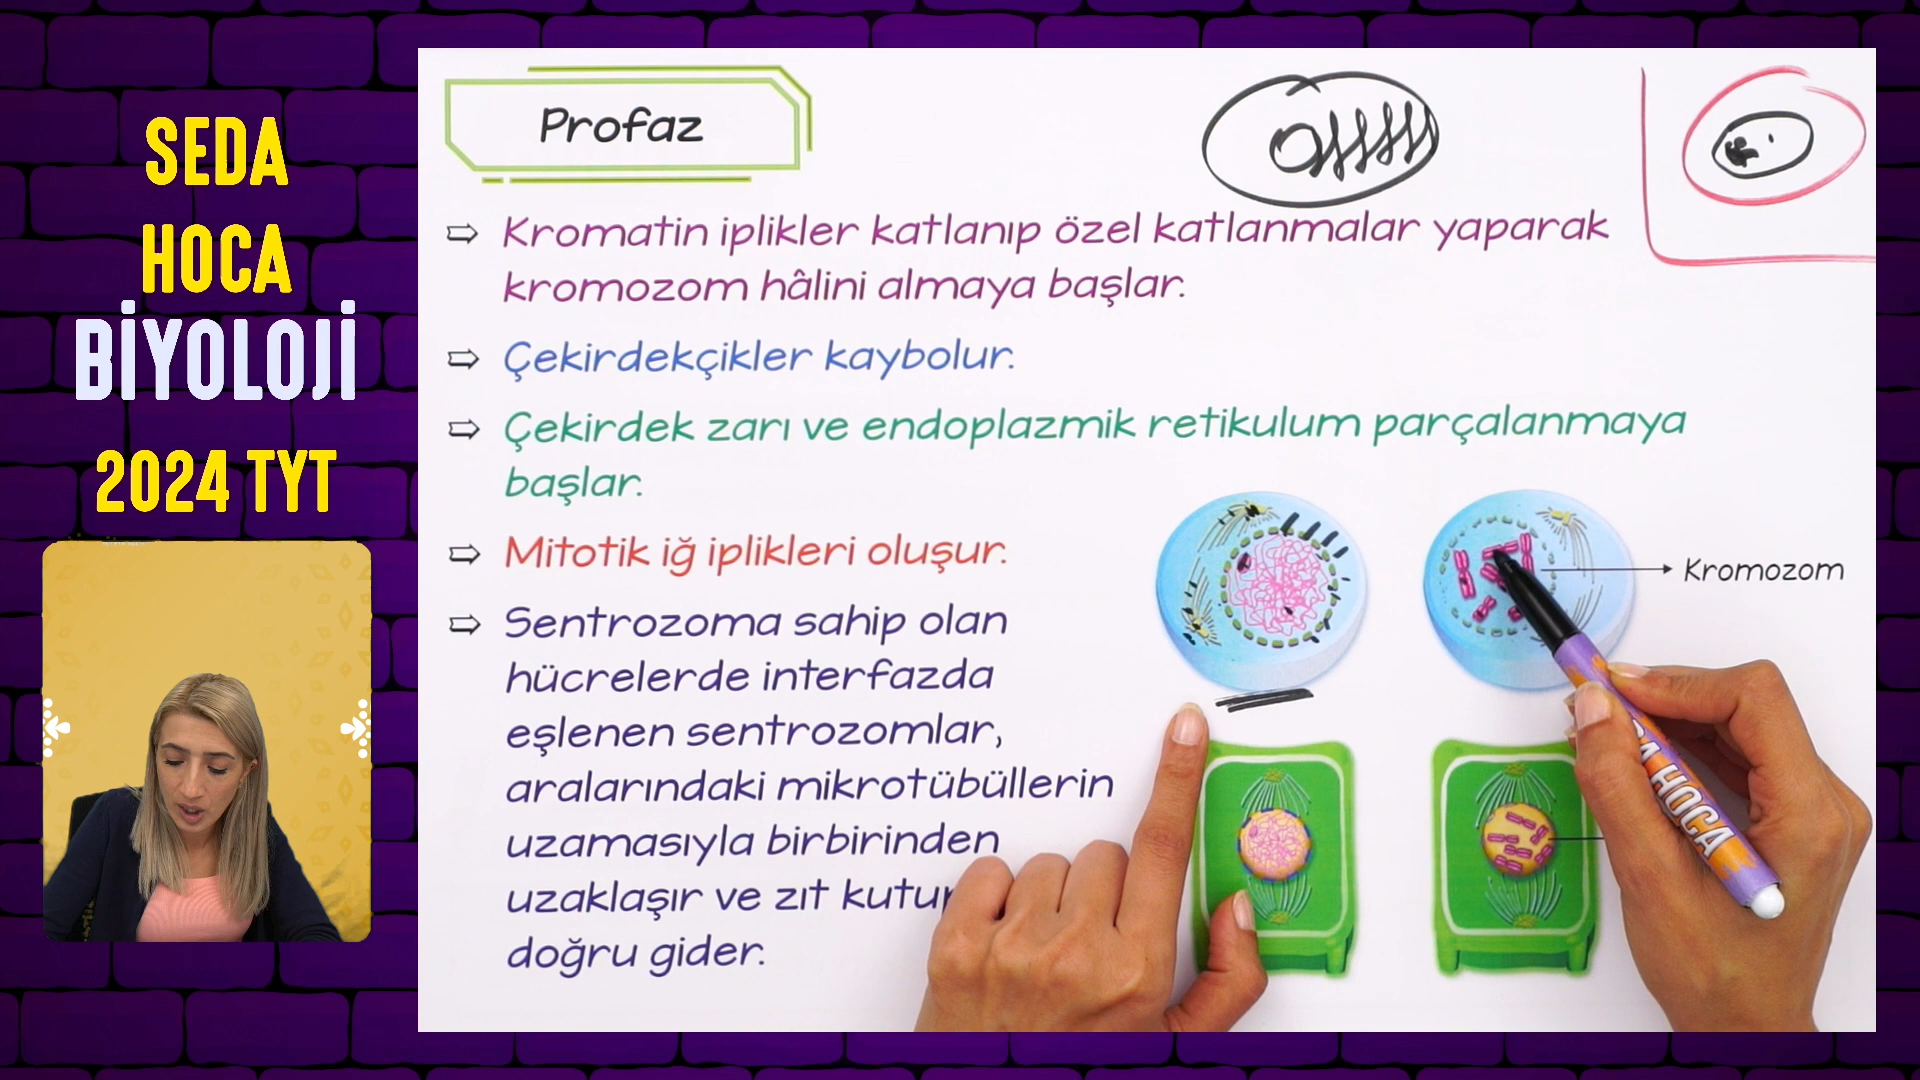 SEDA
HOCA
BİYOLOJİ
2024 TYT
Profaz
⇨ Kromatin iplikler katlanıp özel katlanmalar yaparak
kromozom hâlini almaya başlar.
⇨ Çekirdekçikler kaybolur.
⇨ Çekirdek zarı ve endoplazmik retikulum parçalanmaya
başlar.
⇨ Mitotik iğ iplikleri oluşur.
⇨ Sentrozoma sahip olan
hücrelerde interfazda
eşlenen sentrozomlar,
aralarındaki mikrotübüllerin
uzamasıyla birbirinden
uzaklaşır ve zıt
doğru gider.
Kromozom
HOCA